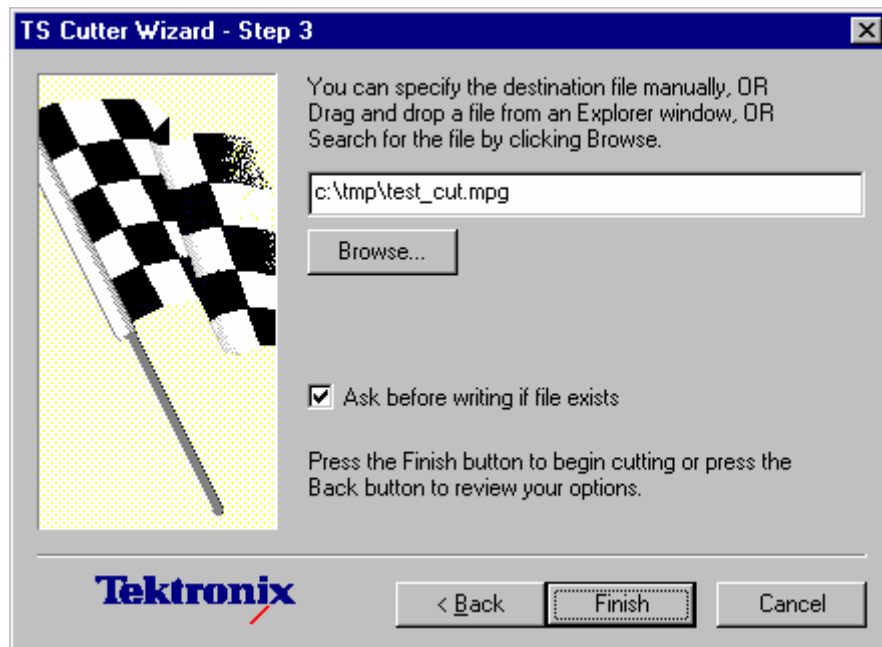 TS Cutter Wizard - Step 3
You can specify the destination file manually, OR
Drag and drop a file from an Explorer window, OR
Search for the file by clicking Browse.
c:\tmp\test_cut.mpg
Browse...
Ask before writing if file exists
Press the Finish button to begin cutting or press the
Back button to review your options.
Tektronix
< Back
Finish
Cancel